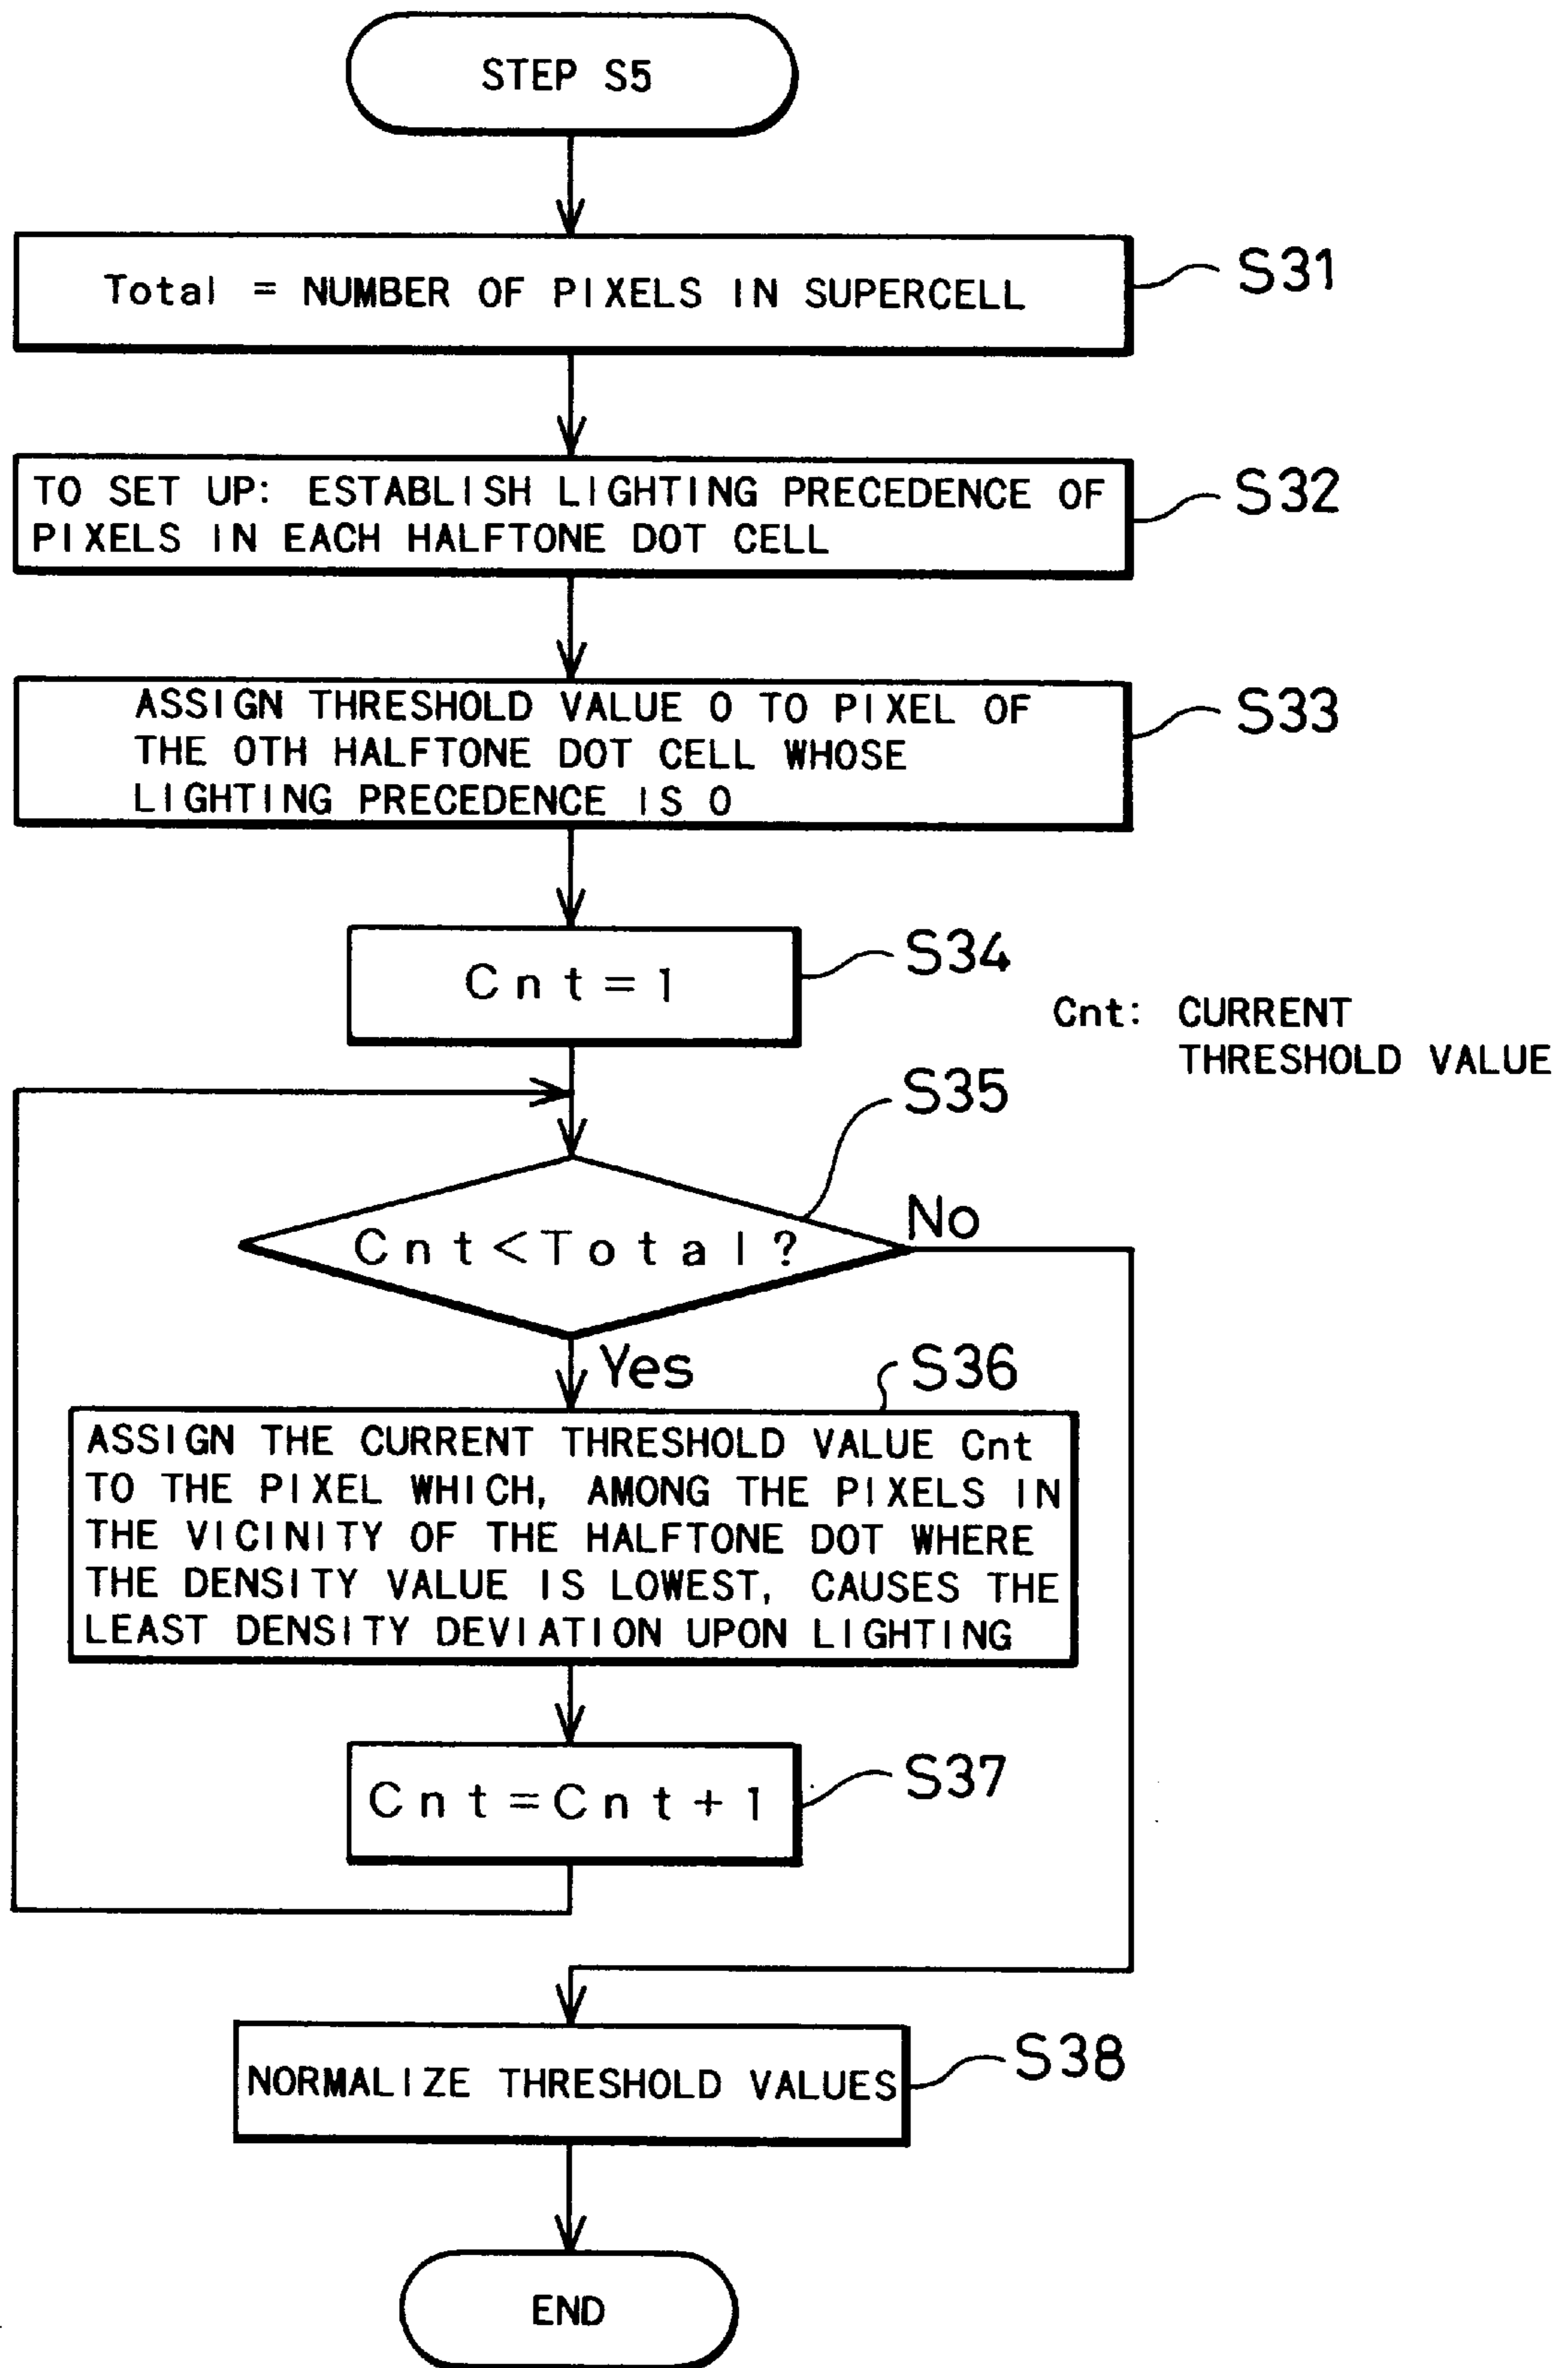 STEP S5
Total = NUMBER OF PIXELS IN SUPERCELL
S31
TO SET UP: ESTABLISH LIGHTING PRECEDENCE OF
PIXELS IN EACH HALFTONE DOT CELL
S32
ASSIGN THRESHOLD VALUE 0 TO PIXEL OF
THE 0TH HALFTONE DOT CELL WHOSE
LIGHTING PRECEDENCE IS 0
S33
Cnt=1
S34
Cnt: CURRENT
THRESHOLD VALUE
S35
Cnt<Total?
No
Yes
S36
ASSIGN THE CURRENT THRESHOLD VALUE Cnt
TO THE PIXEL WHICH, AMONG THE PIXELS IN
THE VICINITY OF THE HALFTONE DOT WHERE
THE DENSITY VALUE IS LOWEST, CAUSES THE
LEAST DENSITY DEVIATION UPON LIGHTING
Cnt=Cnt+1
S37
NORMALIZE THRESHOLD VALUES
S38
END